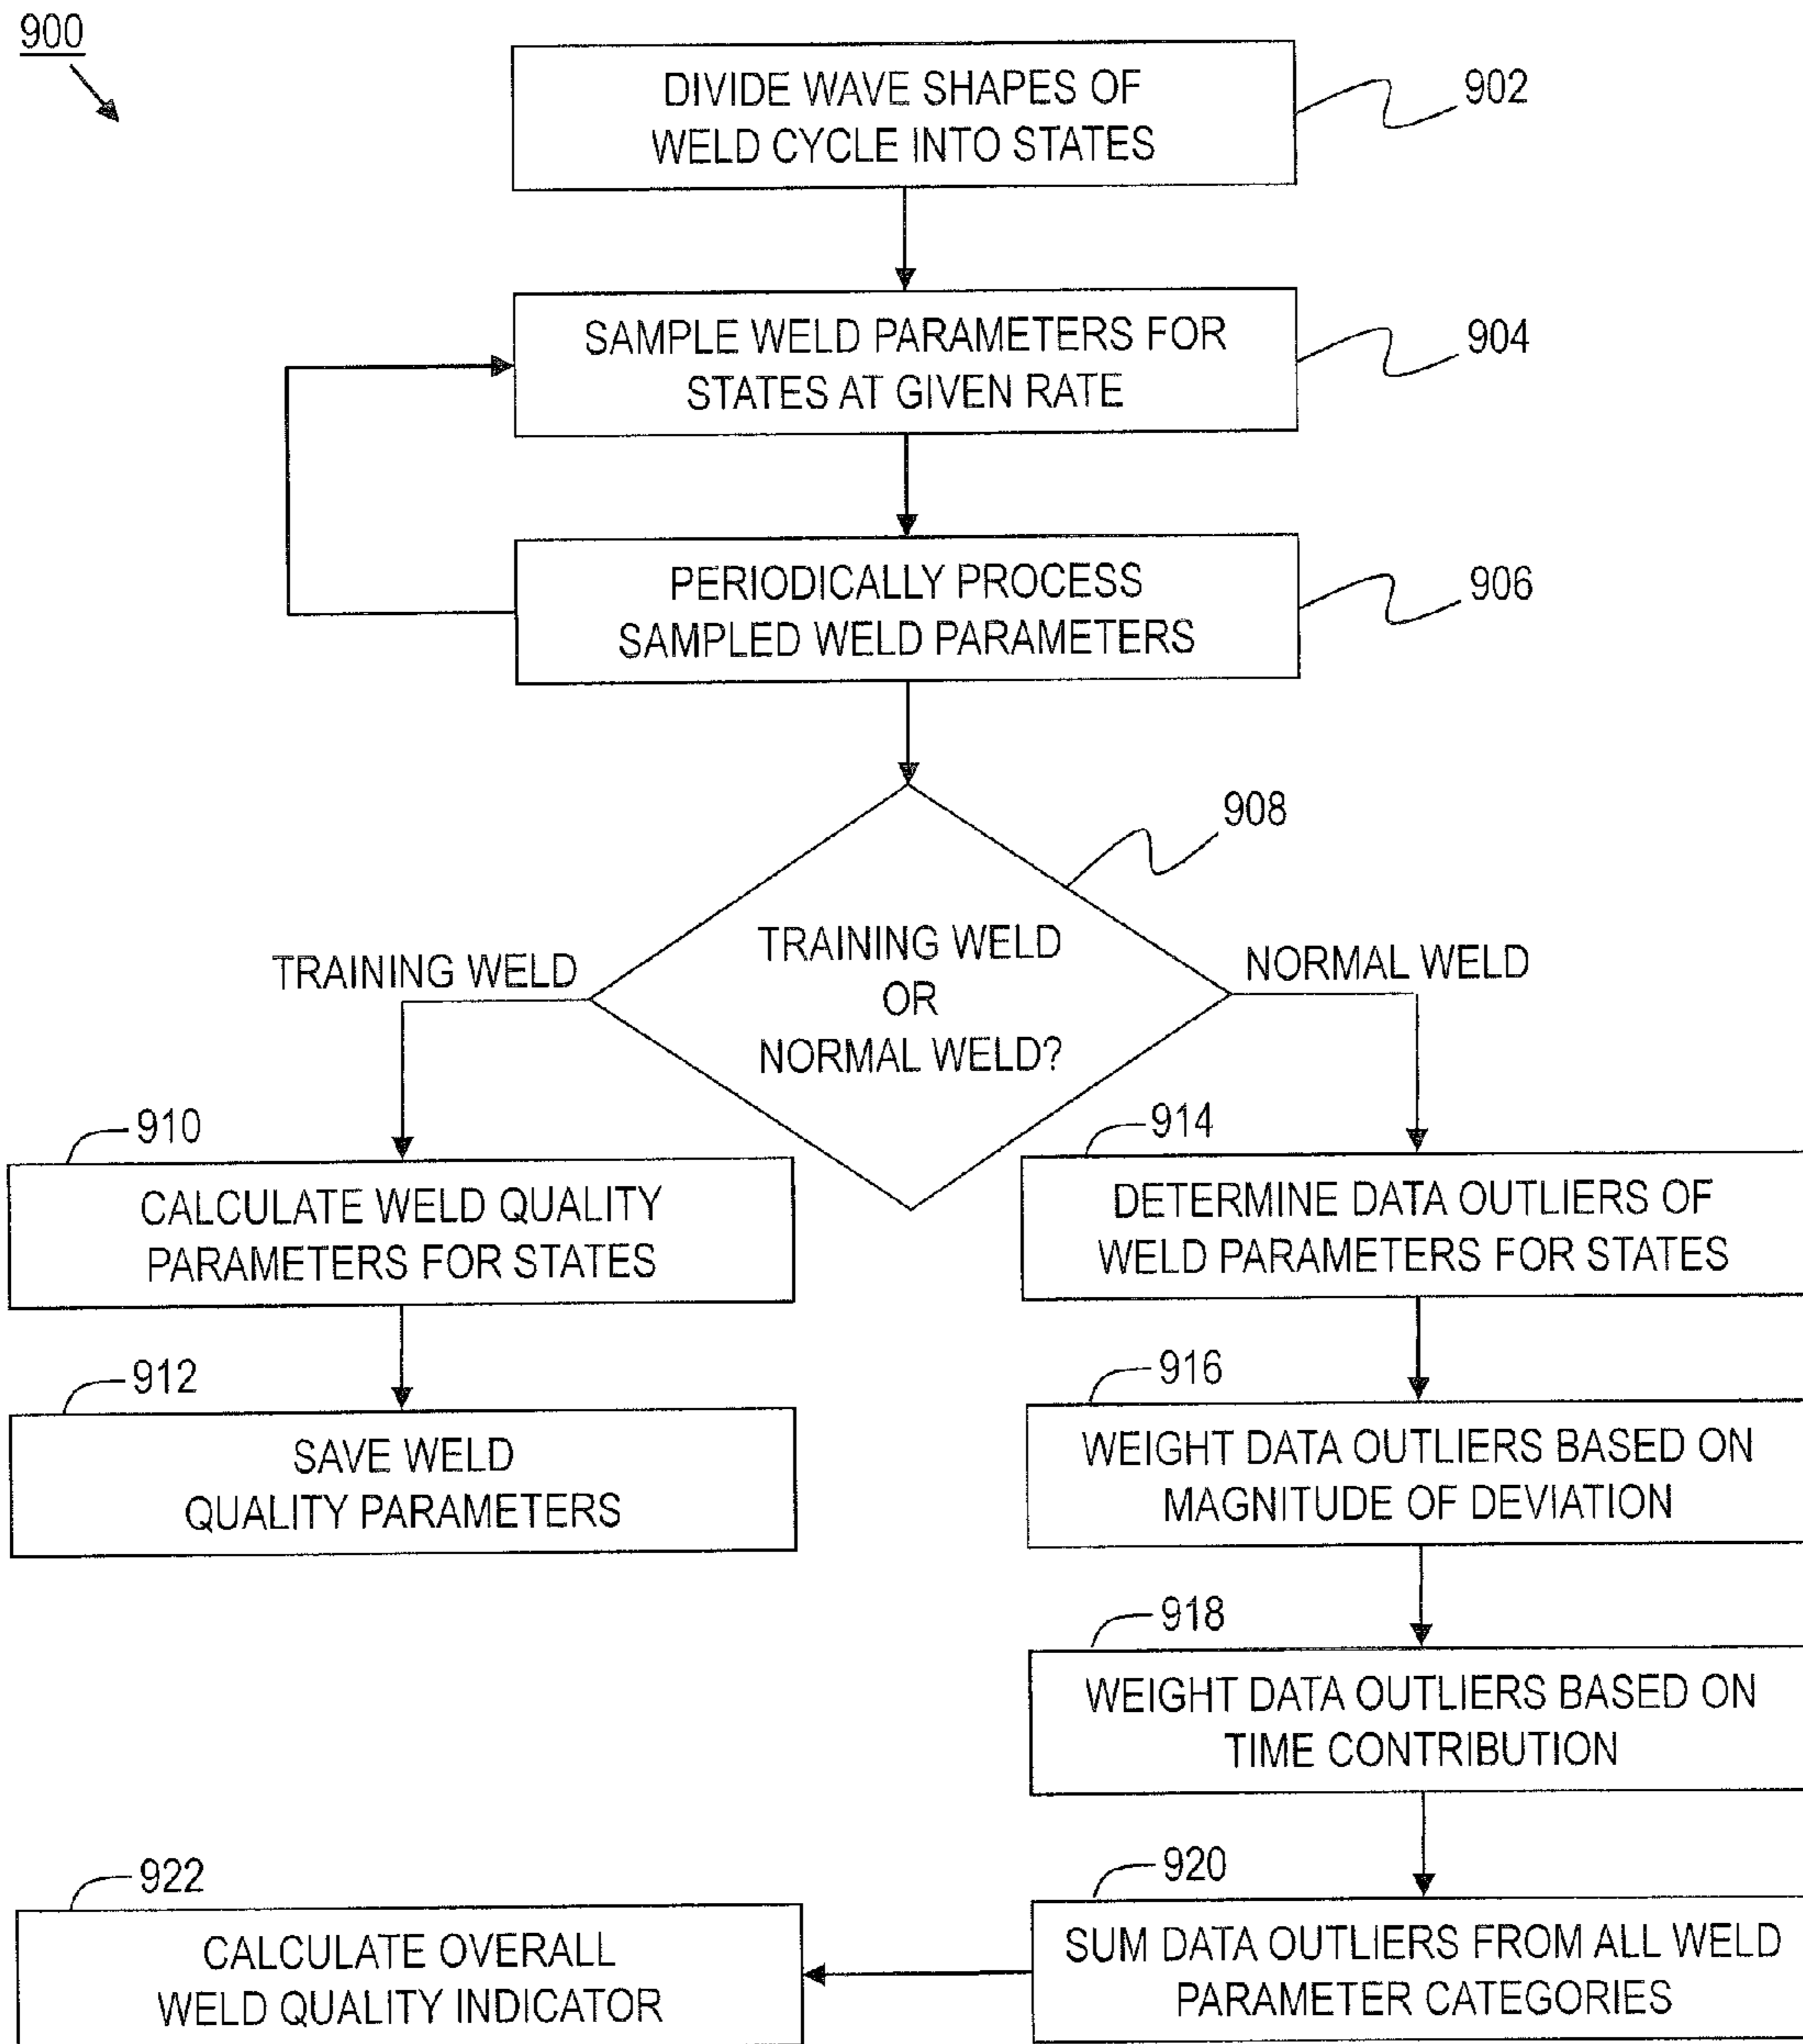 900
DIVIDE WAVE SHAPES OF
WELD CYCLE INTO STATES
902
SAMPLE WELD PARAMETERS FOR
STATES AT GIVEN RATE
904
PERIODICALLY PROCESS
SAMPLED WELD PARAMETERS
906
908
TRAINING WELD
OR
NORMAL WELD?
TRAINING WELD
NORMAL WELD
910
CALCULATE WELD QUALITY
PARAMETERS FOR STATES
912
SAVE WELD
QUALITY PARAMETERS
914
DETERMINE DATA OUTLIERS OF
WELD PARAMETERS FOR STATES
916
WEIGHT DATA OUTLIERS BASED ON
MAGNITUDE OF DEVIATION
918
WEIGHT DATA OUTLIERS BASED ON
TIME CONTRIBUTION
920
SUM DATA OUTLIERS FROM ALL WELD
PARAMETER CATEGORIES
922
CALCULATE OVERALL
WELD QUALITY INDICATOR